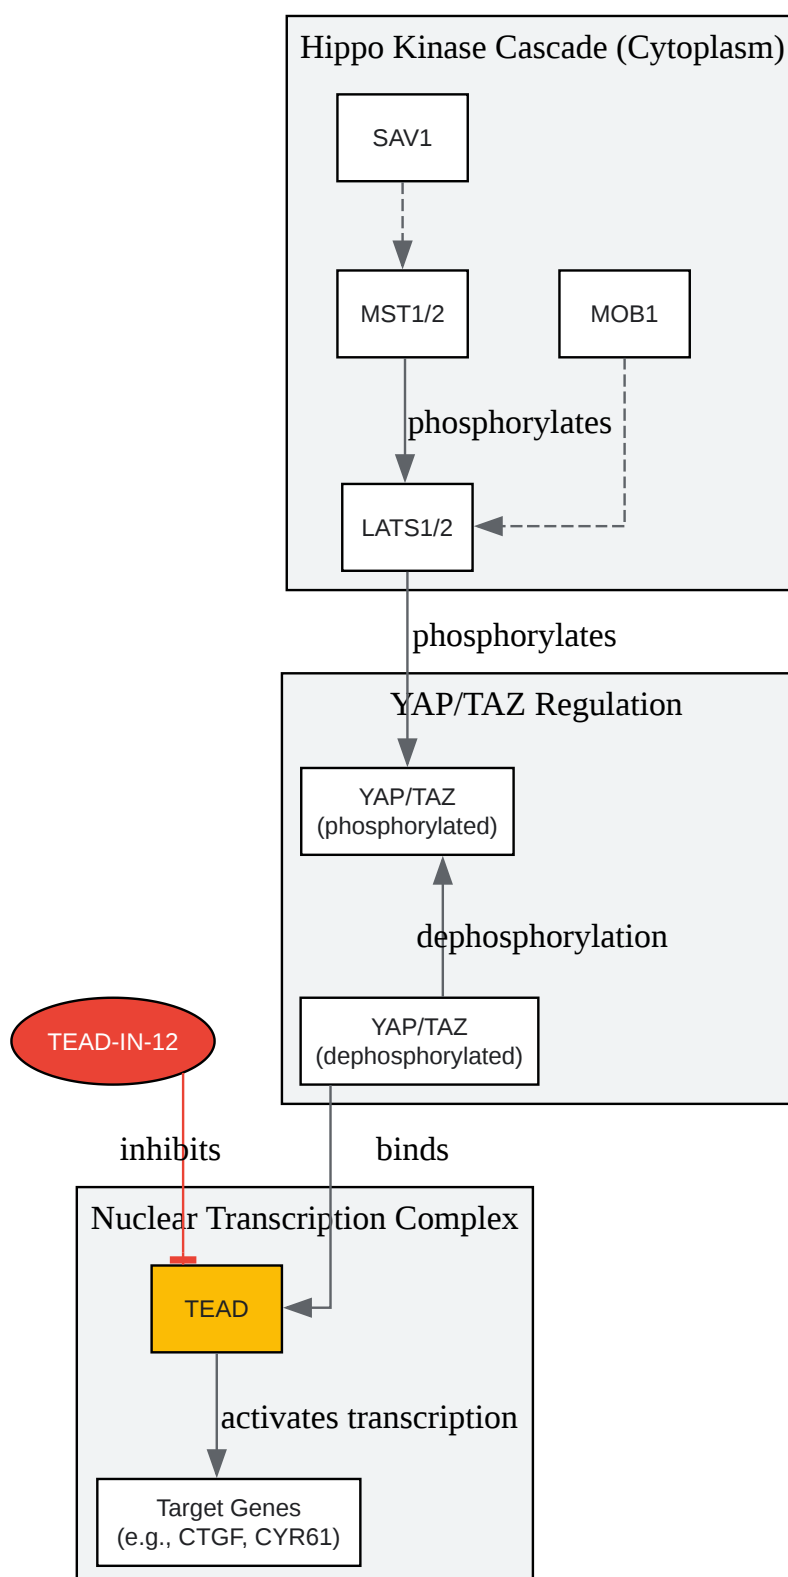 Hippo Kinase Cascade (Cytoplasm)
SAV1
MST1/2
MOB1
phosphorylates
LATS1/2
phosphorylates
YAP/TAZ Regulation
YAP/TAZ
(phosphorylated)
dephosphorylation
YAP/TAZ
(dephosphorylated)
TEAD-IN-12
inhibits
binds
Nuclear Transcription Complex
TEAD
activates transcription
Target Genes
(e.g., CTGF, CYR61)